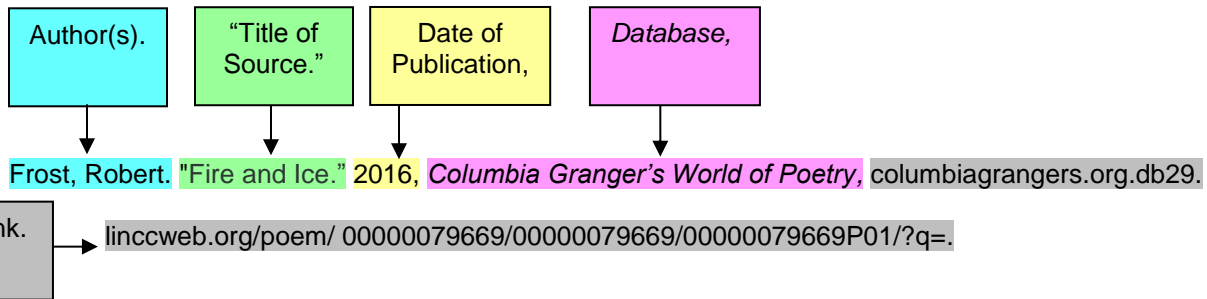 Author(s).
“Title of
Source.”
Date of
Publication,
Database,
Frost, Robert. "Fire and Ice.” 2016, Columbia Granger’s World of Poetry, columbiagrangers.org.db29.
nk.
linccweb.org/poem/ 00000079669/00000079669/00000079669P01/?q=.